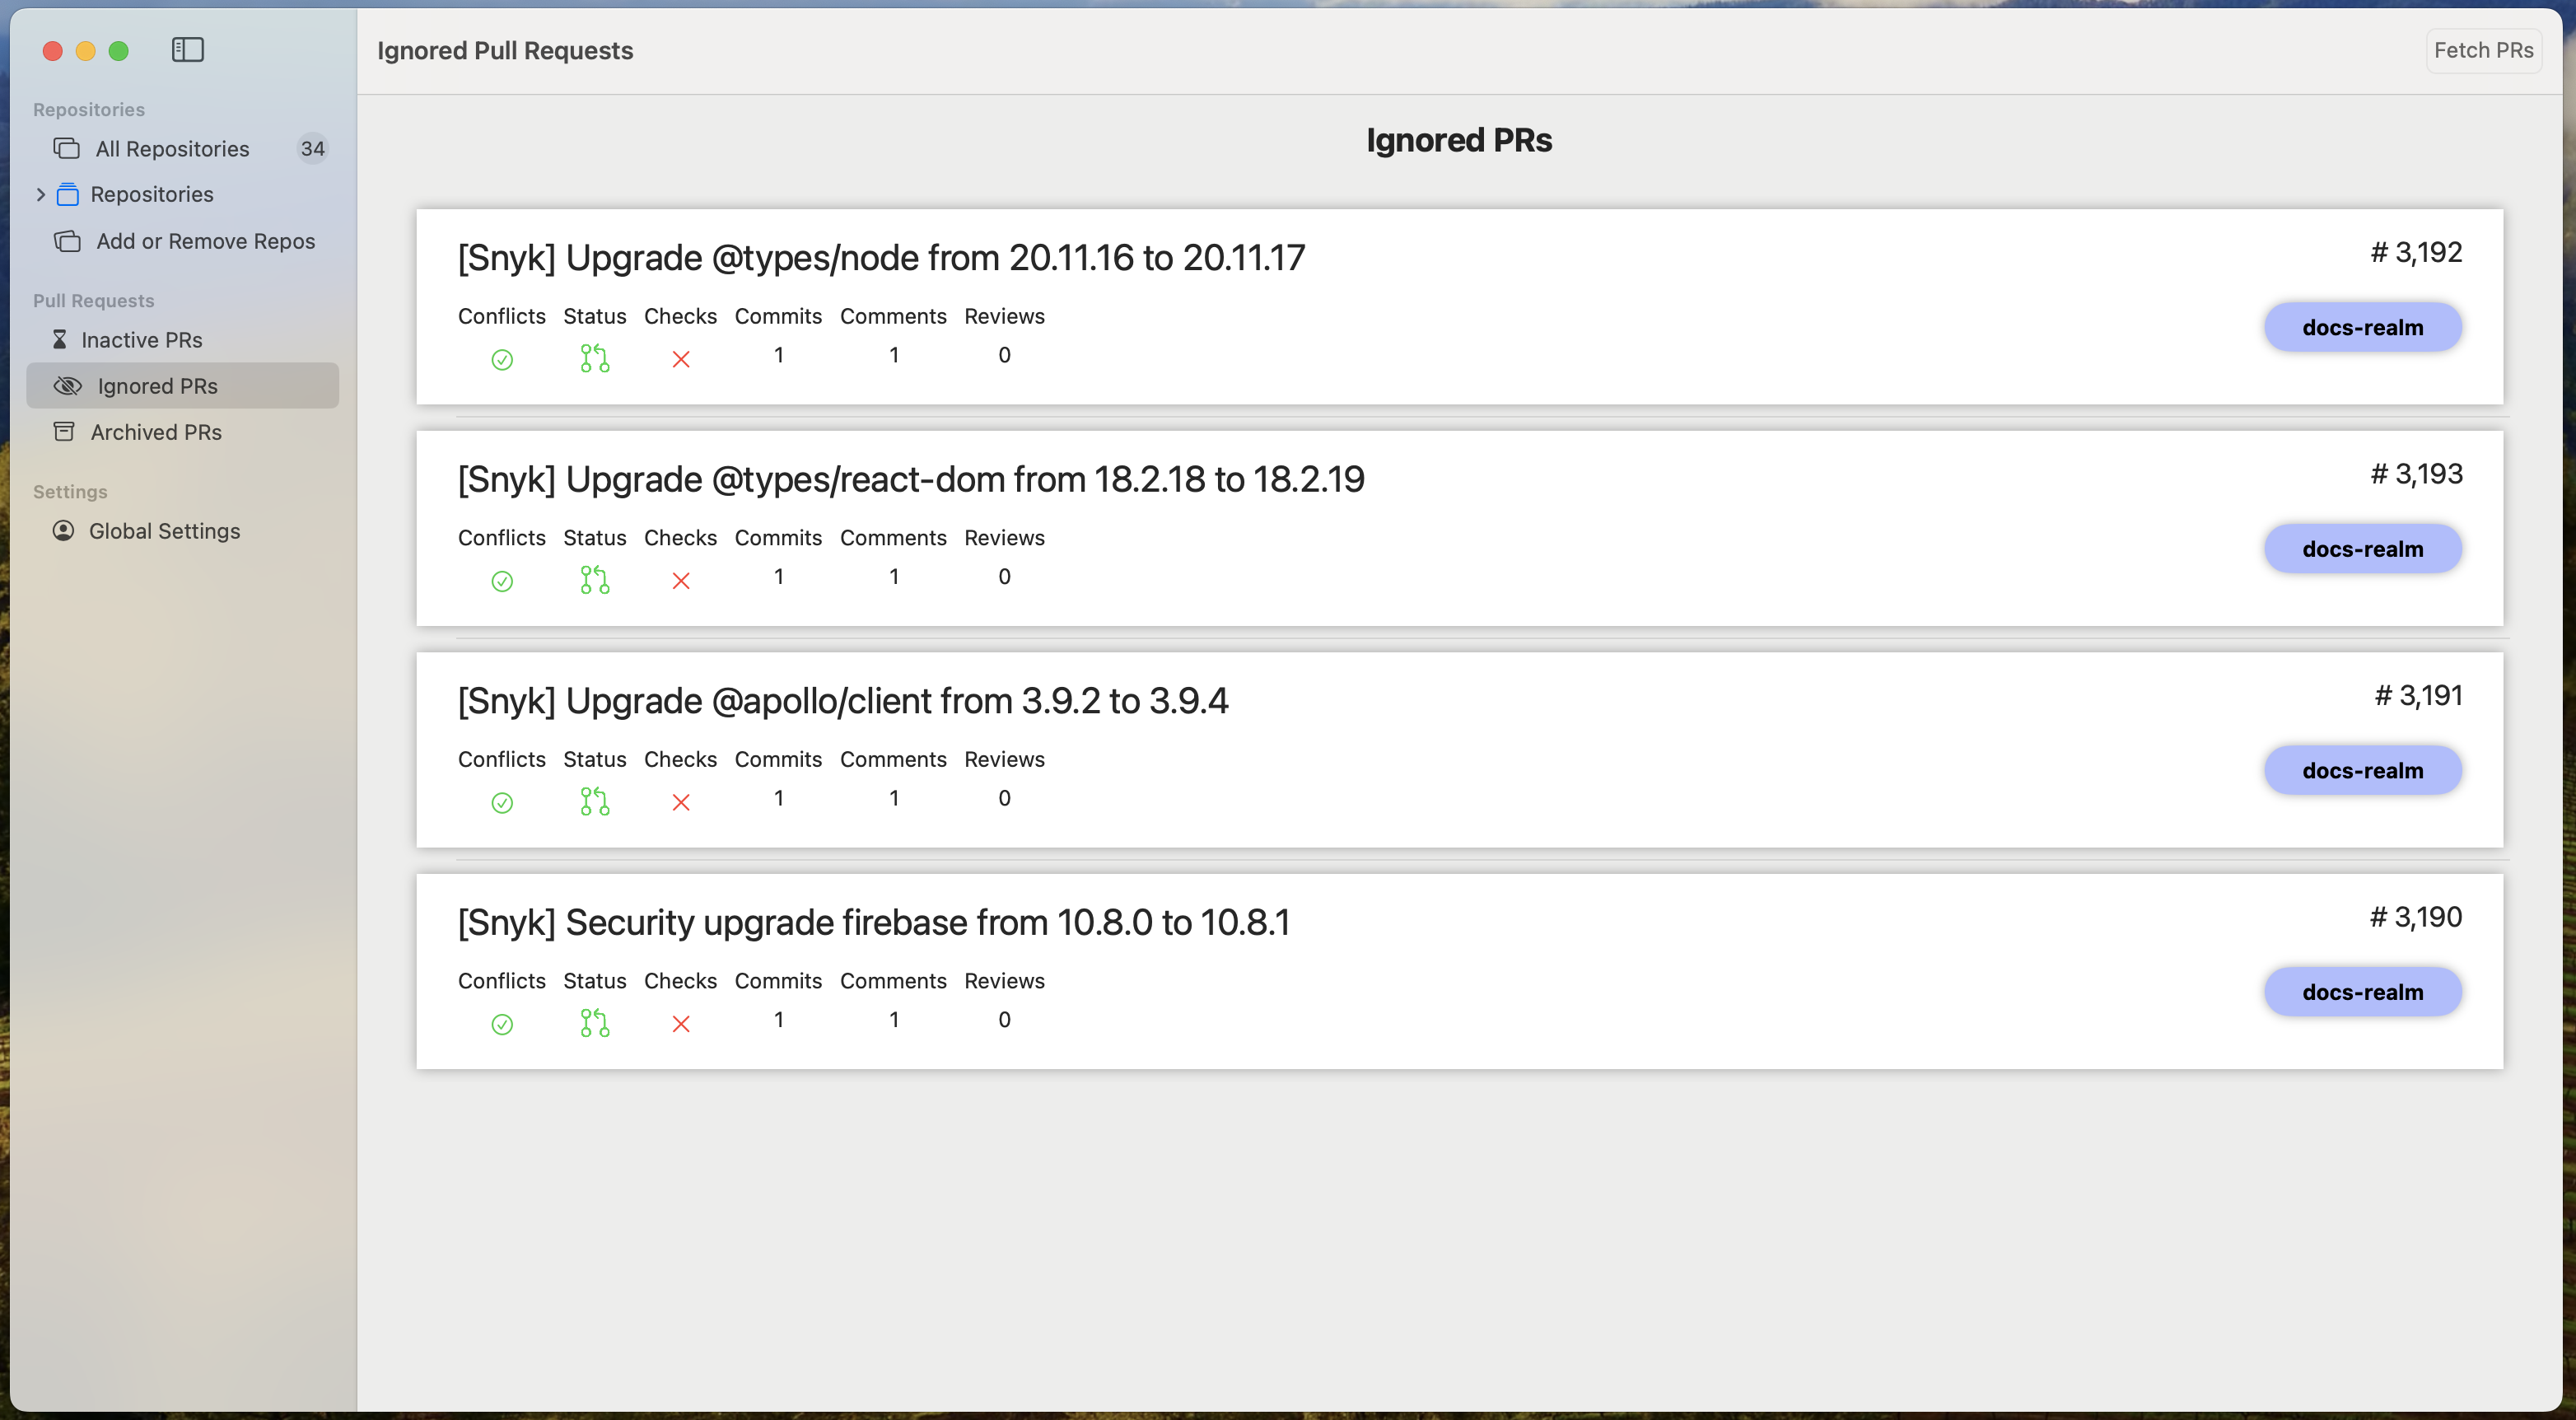 Ignored Pull Requests
Fetch PRs
Repositories
All Repositories 34
Repositories
Add or Remove Repos
Pull Requests
Inactive PRs
Ignored PRs
Archived PRs
Settings
Global Settings
Ignored PRs
[Snyk] Upgrade @types/node from 20.11.16 to 20.11.17
# 3,192
Conflicts Status Checks Commits Comments Reviews
1 1 0
docs-realm
[Snyk] Upgrade @types/react-dom from 18.2.18 to 18.2.19
# 3,193
Conflicts Status Checks Commits Comments Reviews
1 1 0
docs-realm
[Snyk] Upgrade @apollo/client from 3.9.2 to 3.9.4
# 3,191
Conflicts Status Checks Commits Comments Reviews
1 1 0
docs-realm
[Snyk] Security upgrade firebase from 10.8.0 to 10.8.1
# 3,190
Conflicts Status Checks Commits Comments Reviews
1 1 0
docs-realm